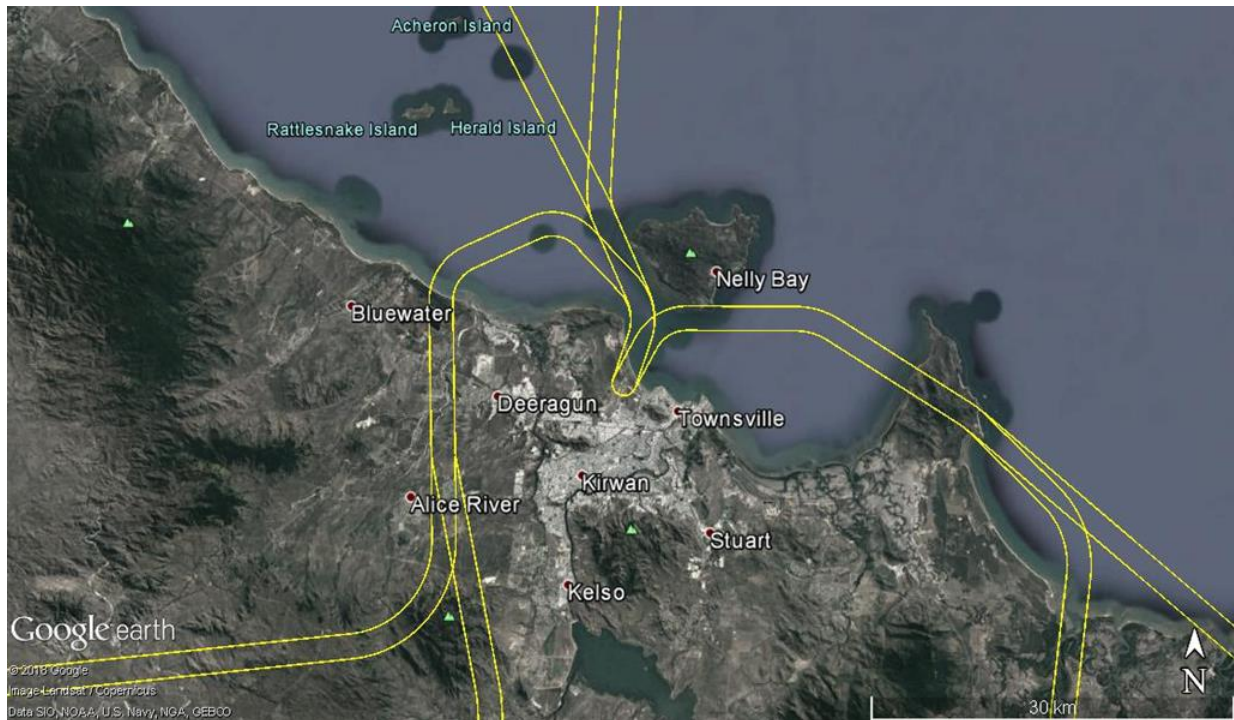 Acheron Island
Rattlesnake Island
Herald Island
Nelly Bay
Bluewater
Deeragun
Townsville
Kirwan
Alice River
Stuart
Kelso
Google earth
© 2018 Google
Image Landsat / Copernicus
Data SIO, NOAA, U.S. Navy, NGA, GEBCO
N
30 km